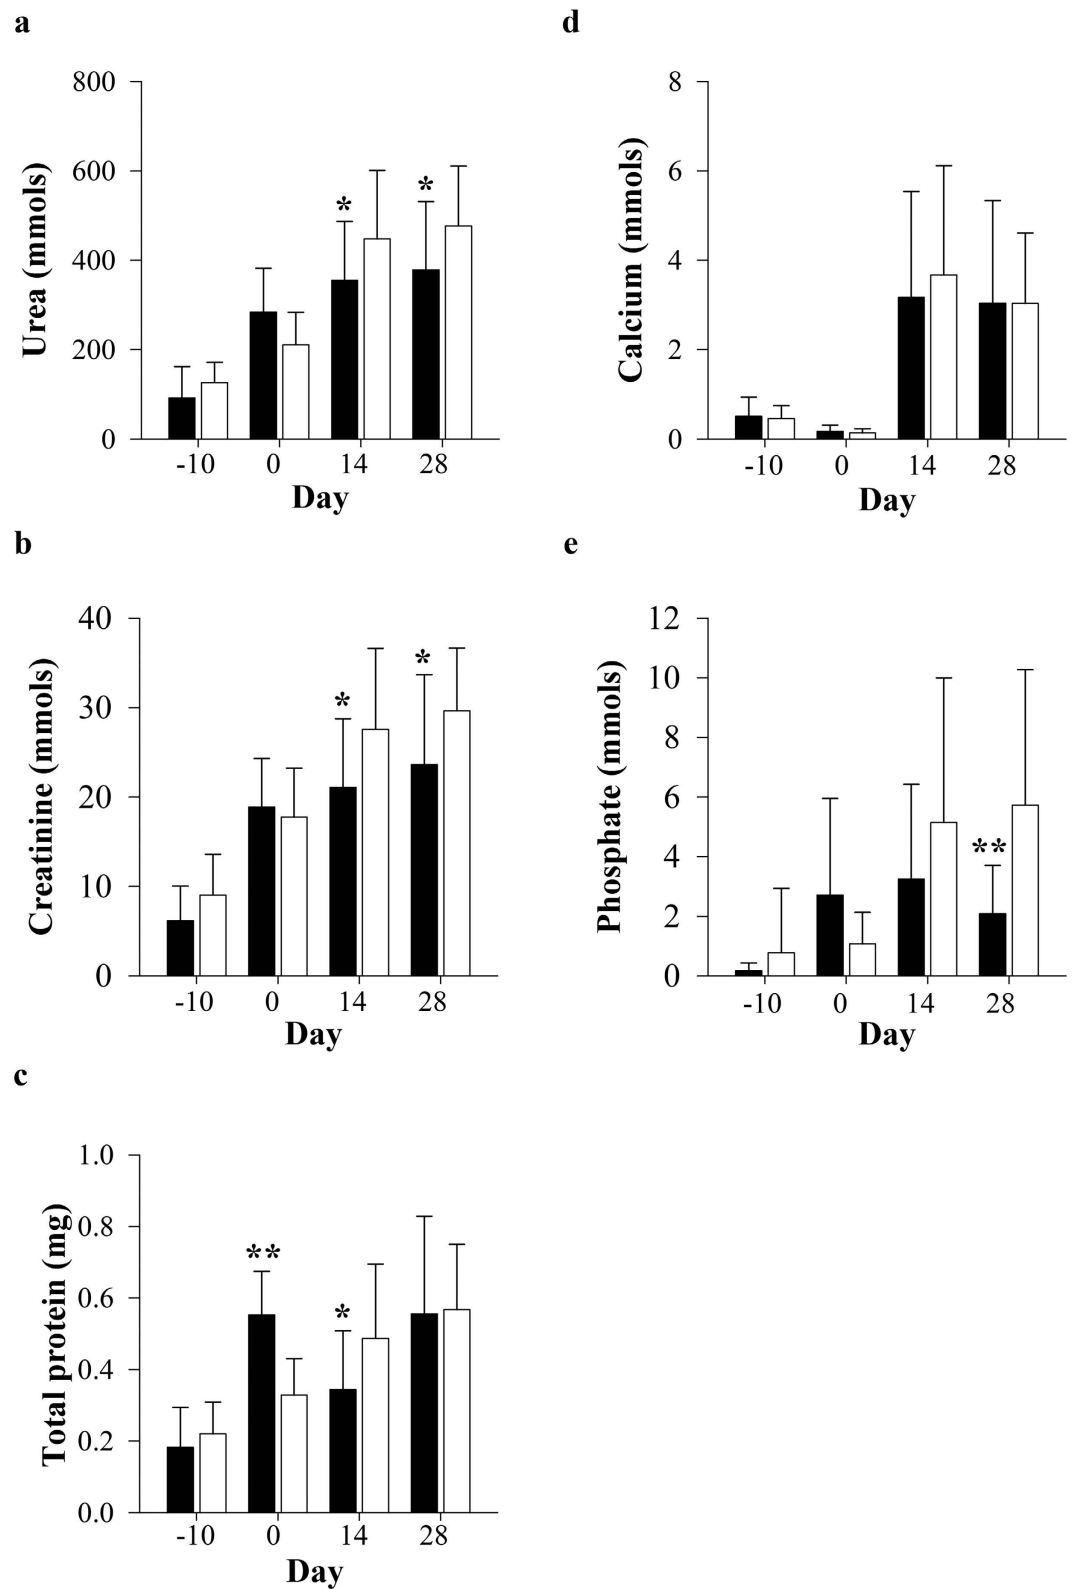 a
Urea (mmols)
800
600
400
200
0
*
*
-10 0 14 28
Day
d
Calcium (mmols)
8
6
4
2
0
-10 0 14 28
Day
b
Creatinine (mmols)
40
30
20
10
0
*
*
-10 0 14 28
Day
e
Phosphate (mmols)
12
10
8
6
4
2
0
**
-10 0 14 28
Day
c
Total protein (mg)
1.0
0.8
0.6
0.4
0.2
0.0
**
*
-10 0 14 28
Day